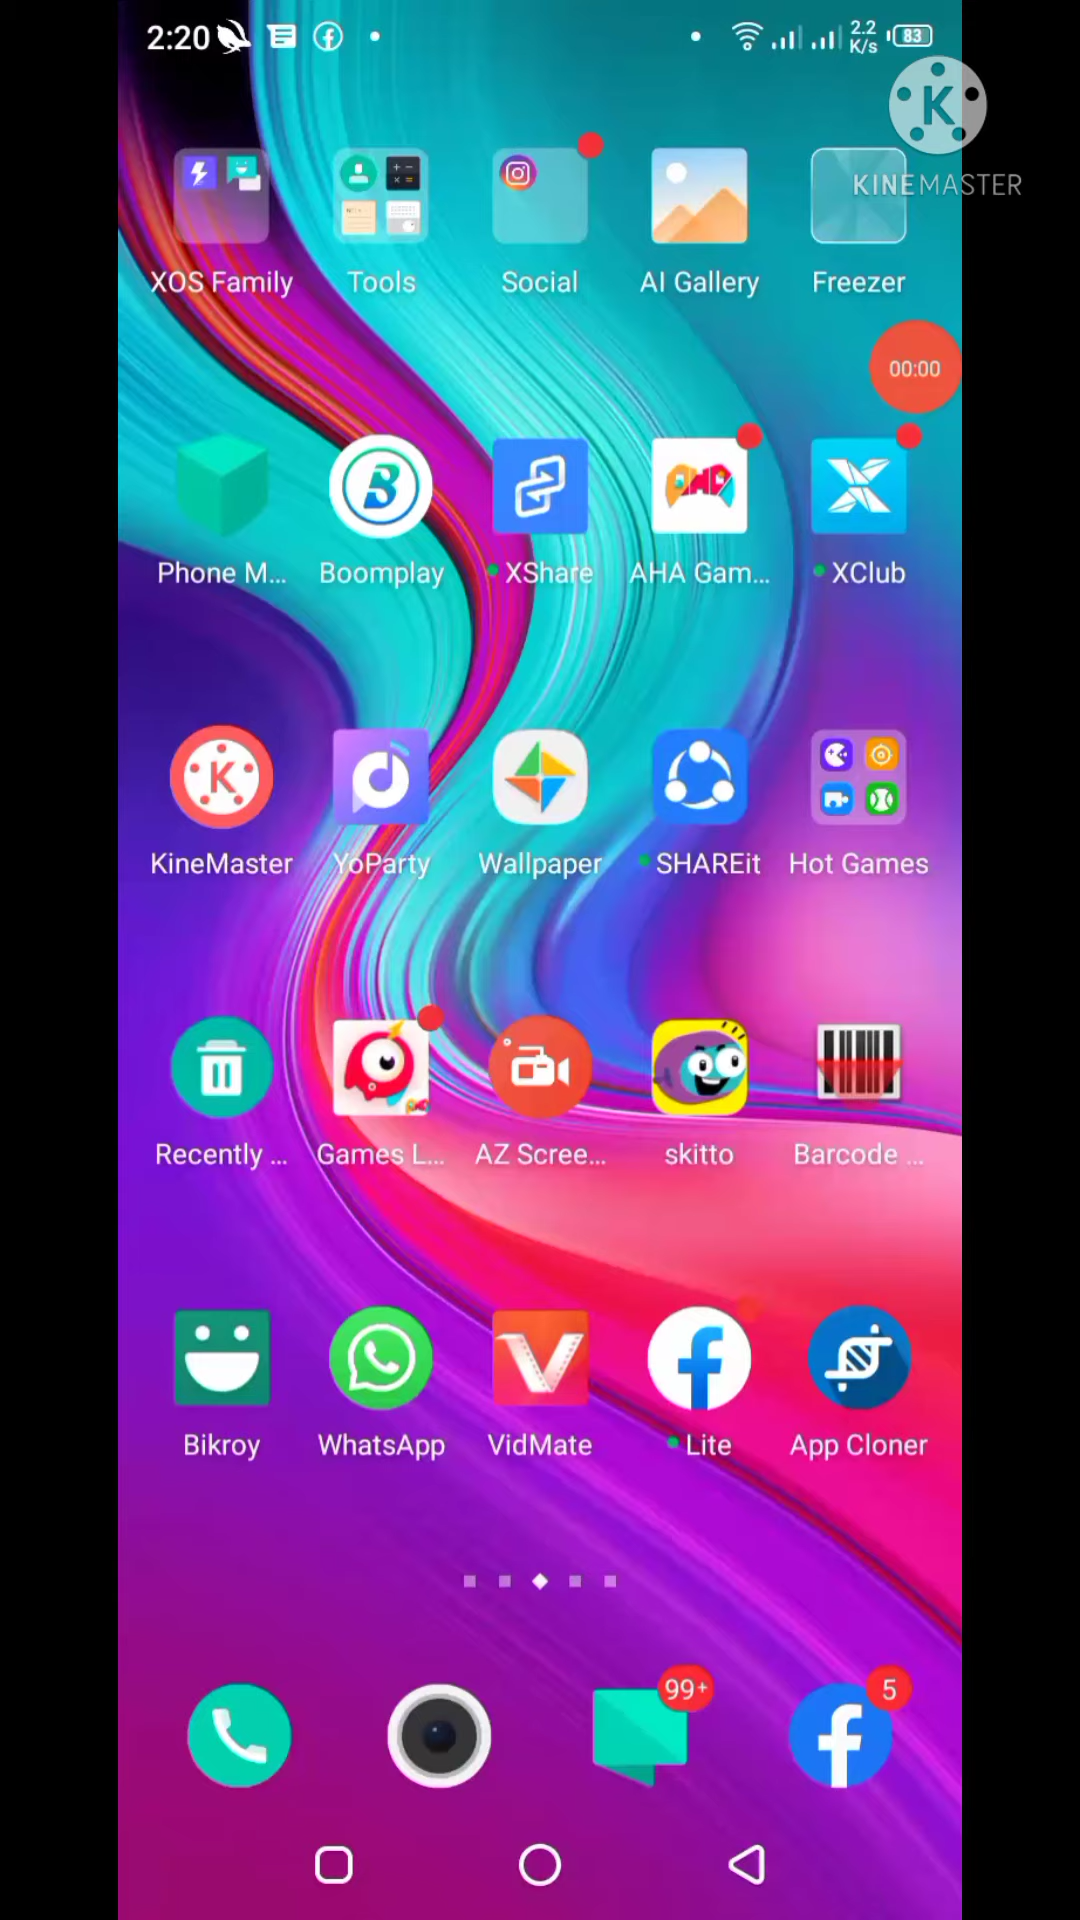 2:20 2.2 K/s 83
K
KINEMASTER
XOS Family Tools Social AI Gallery Freezer
00:00
Phone M... Boomplay XShare AHA Gam... XClub
KineMaster YoParty Wallpaper SHAREit Hot Games
Recently ... Games L... AZ Scree... skitto Barcode ...
Bikroy WhatsApp VidMate Lite App Cloner
99+ 5